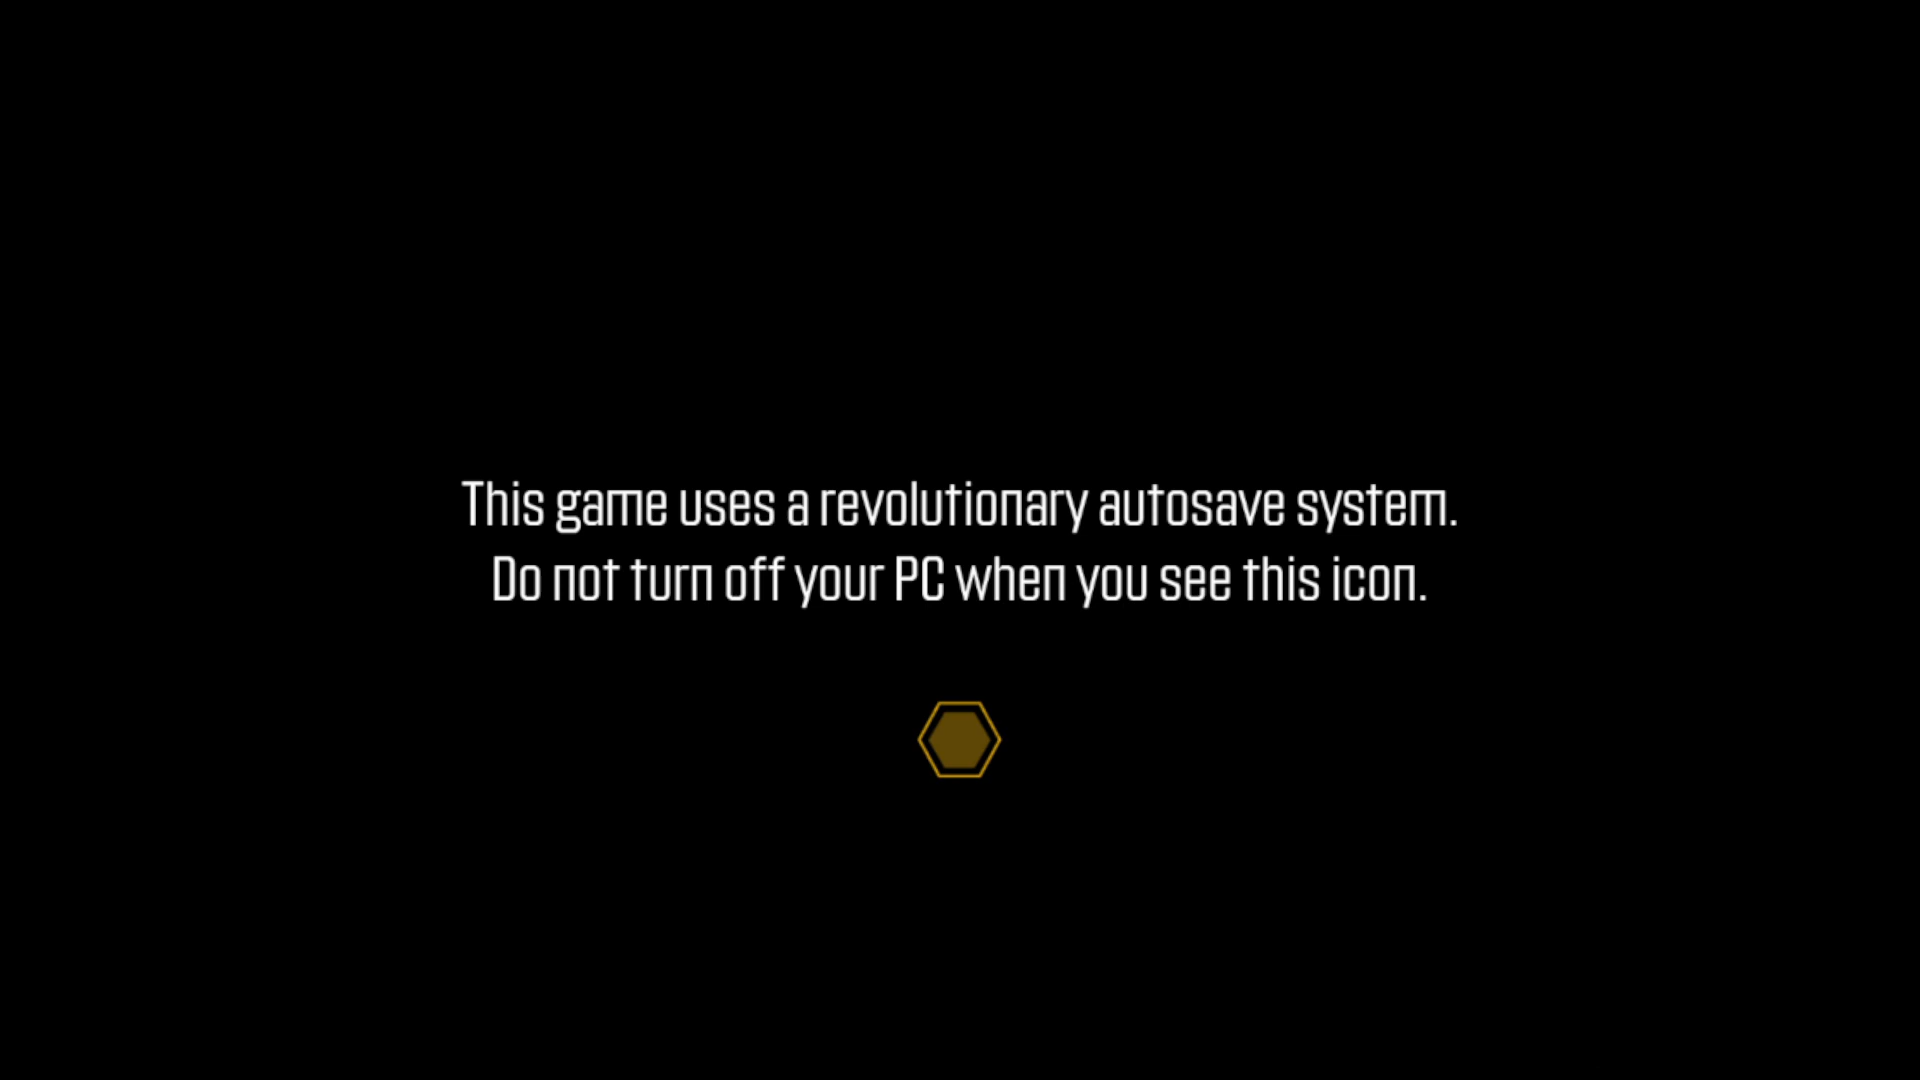 This game uses a revolutionary autosave system.
Do not turn off your PC when you see this icon.